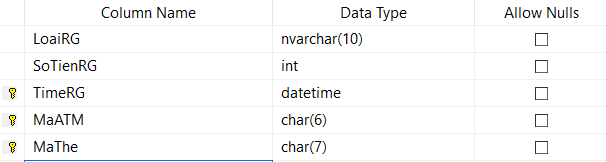 Column Name Data Type Allow Nulls
LoaiRG nvarchar(10)
SoTienRG int
TimeRG datetime
MaATM char(6)
MaThe char(7)